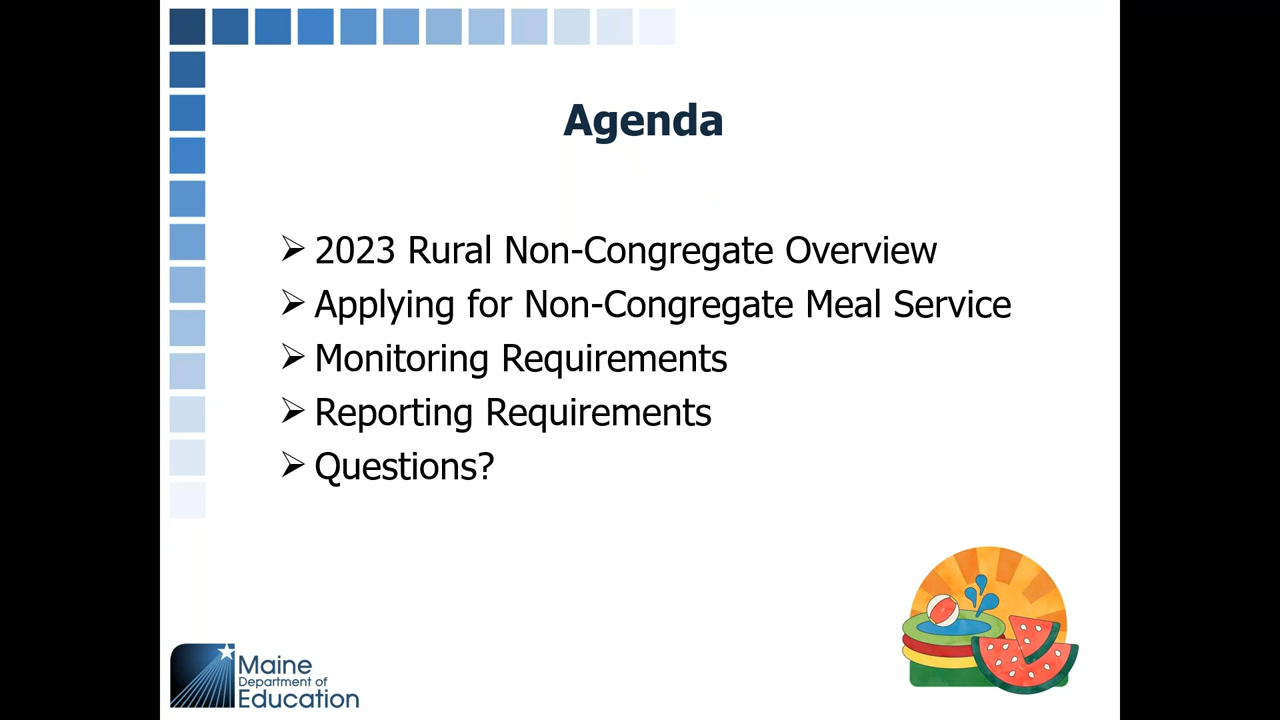 Agenda
➢ 2023 Rural Non-Congregate Overview
➢ Applying for Non-Congregate Meal Service
➢ Monitoring Requirements
➢ Reporting Requirements
➢ Questions?
Maine
Department of
Education